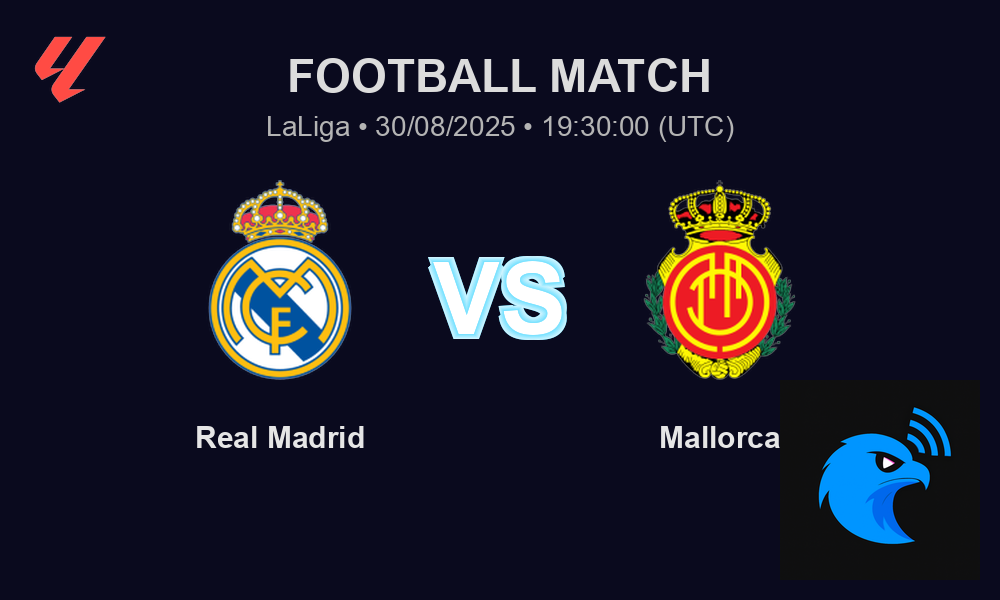 FOOTBALL MATCH
LaLiga • 30/08/2025 • 19:30:00 (UTC)
VS
Real Madrid
Mallorca